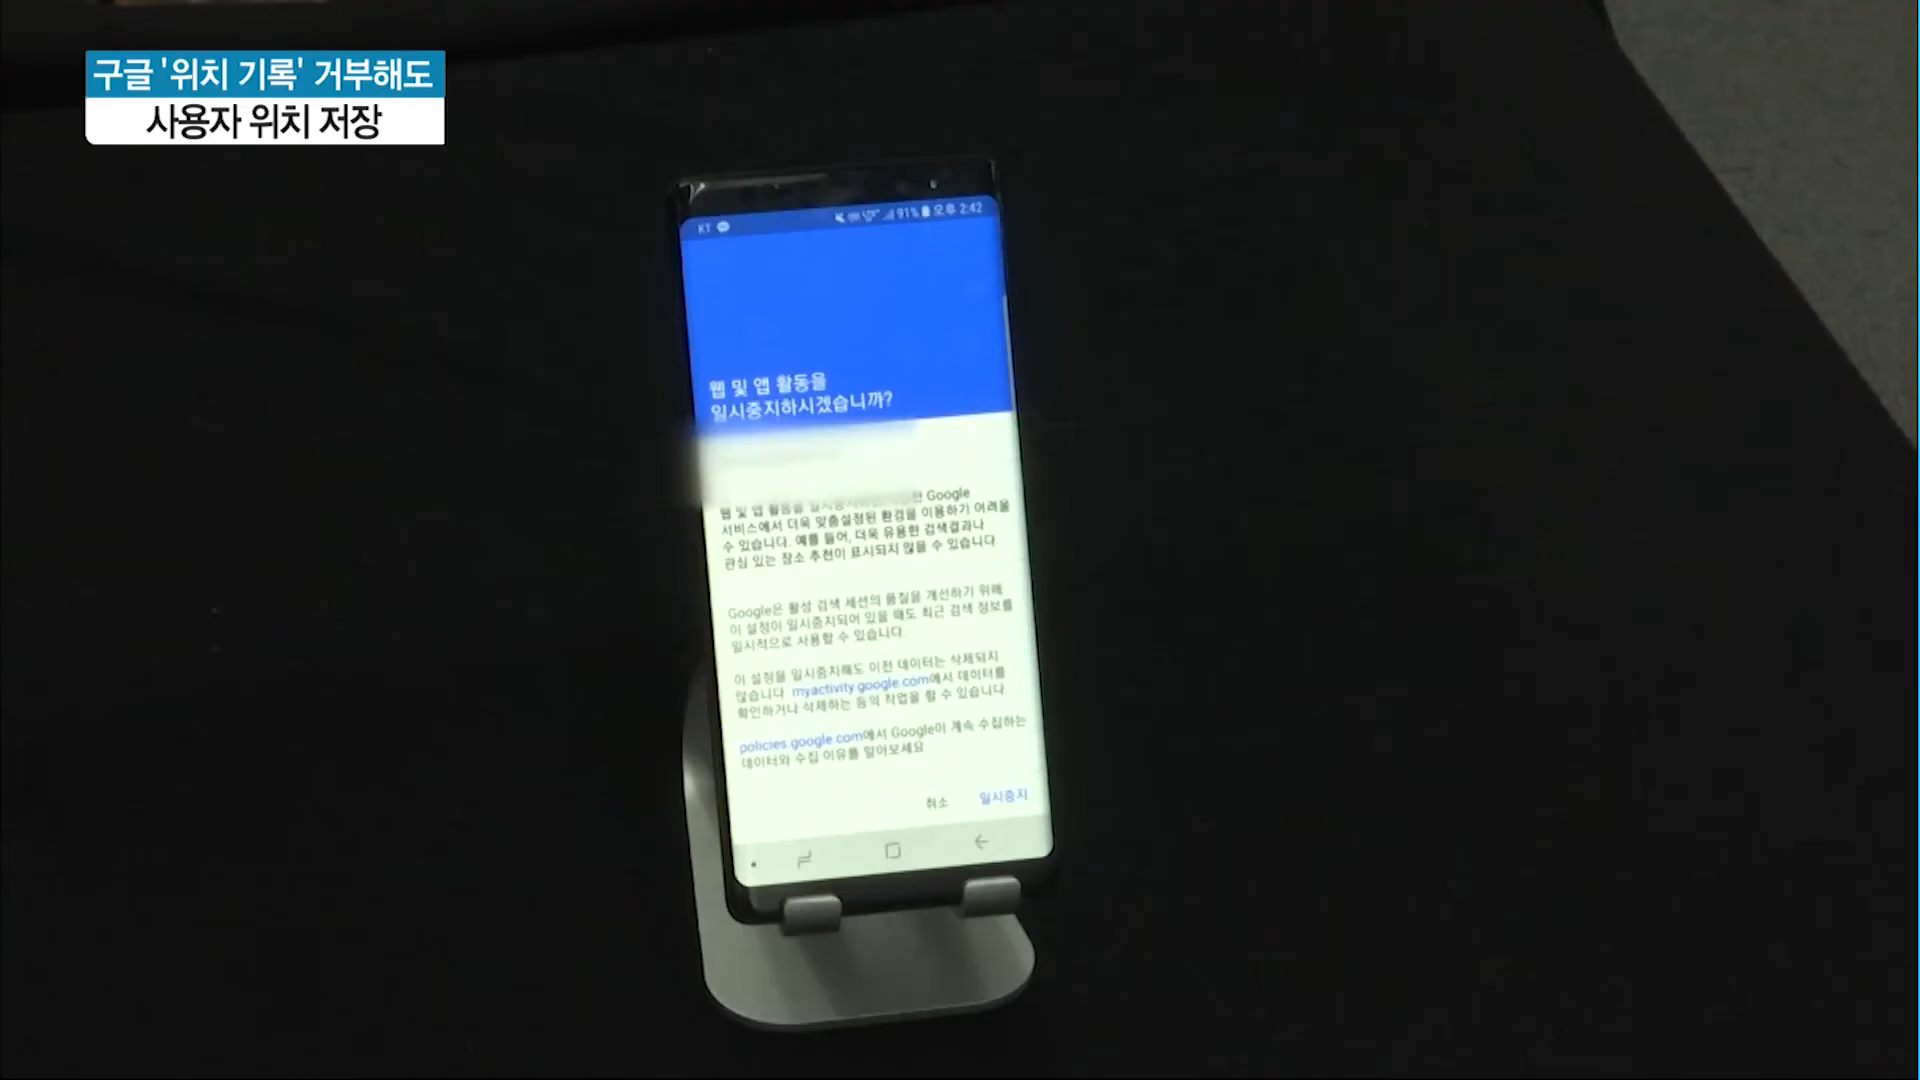 구글 '위치 기록' 거부해도
사용자 위치 저장
KT
91% 오후 2:42
웹 및 앱 활동을
일시중지하시겠습니까?
웹 및 앱 활동을 일시중지하면 Google
서비스에서 더욱 맞춤설정된 환경을 이용하기 어려울
수 있습니다. 예를 들어, 더욱 유용한 검색결과나
관심 있는 장소 추천이 표시되지 않을 수 있습니다.
Google은 활성 검색 세션의 품질을 개선하기 위해
이 설정이 일시중지되어 있을 때도 최근 검색 정보를
일시적으로 사용할 수 있습니다.
이 설정을 일시중지해도 이전 데이터는 삭제되지
않습니다. myactivity.google.com에서 데이터를
확인하거나 삭제하는 등의 작업을 할 수 있습니다.
policies.google.com에서 Google이 계속 수집하는
데이터와 수집 이유를 알아보세요
취소 일시중지